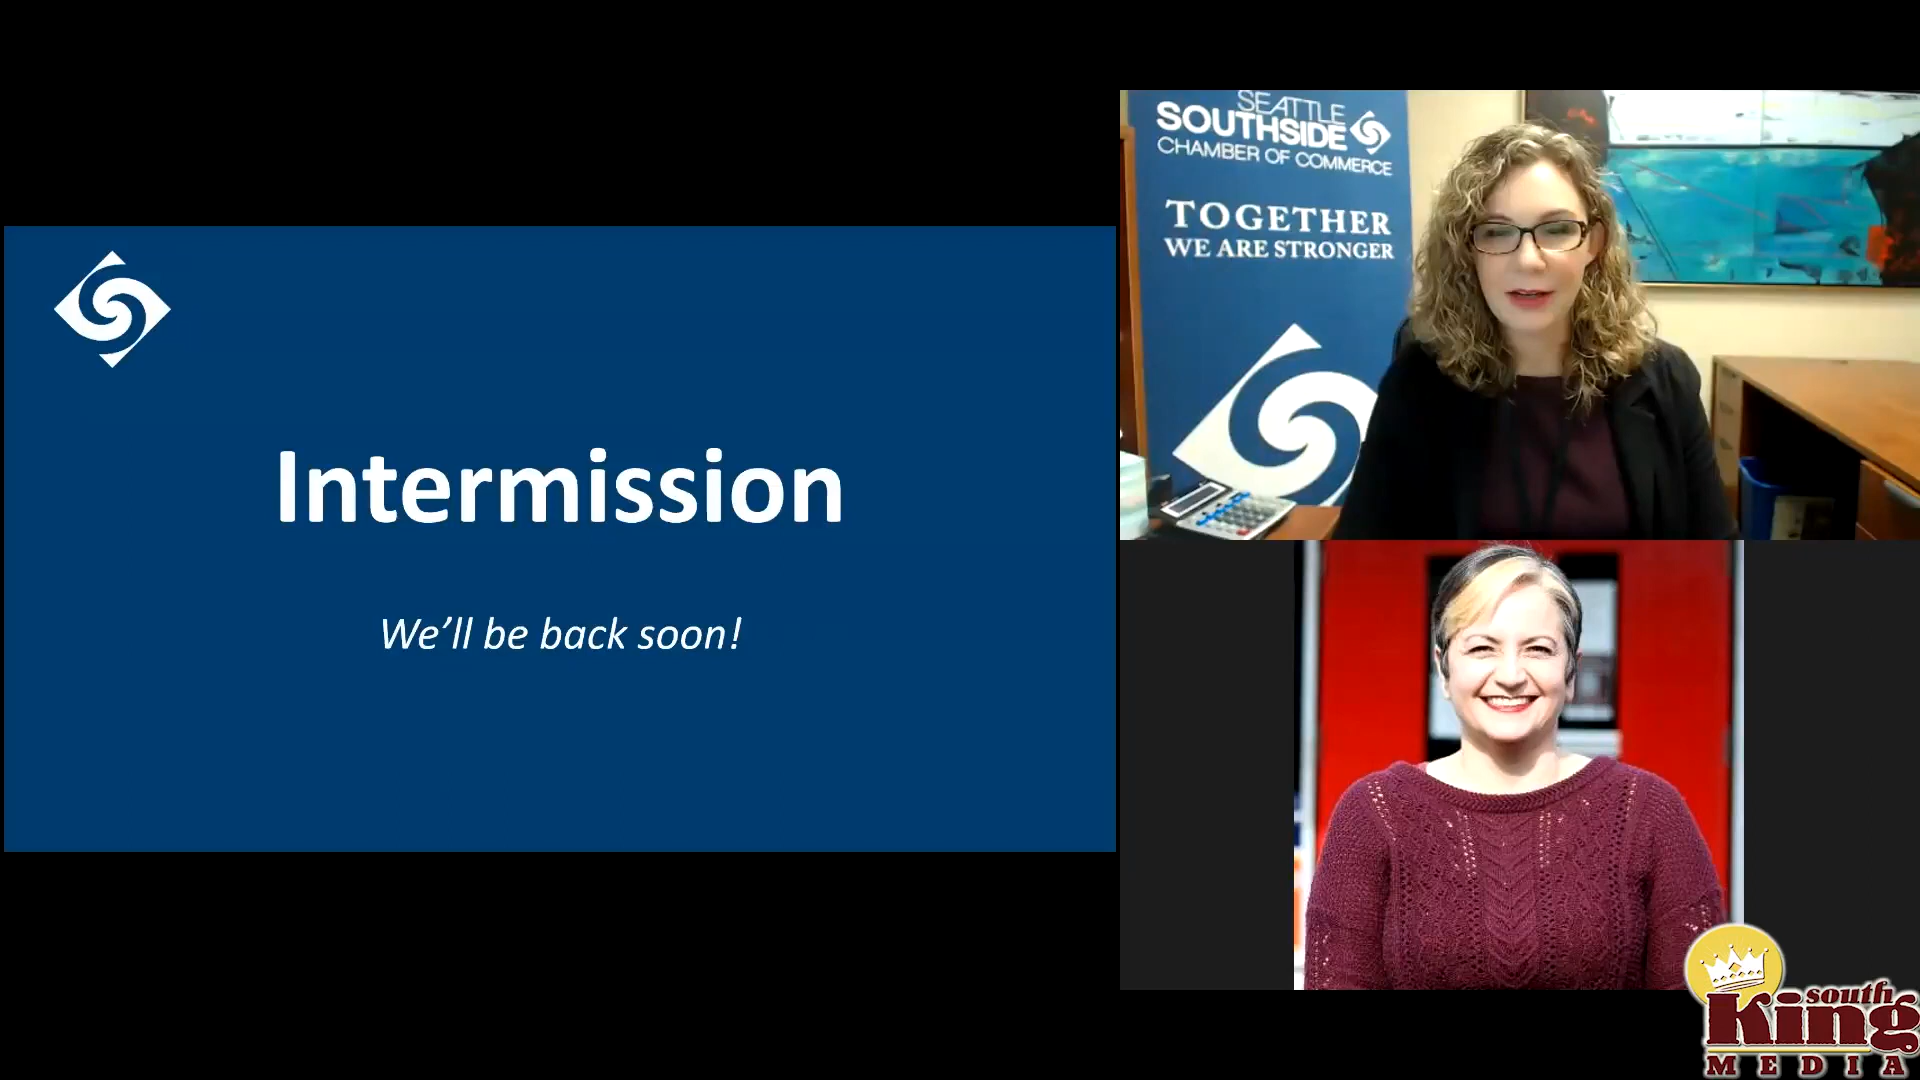 Intermission
We'll be back soon!
SEATTLE
SOUTHSIDE
CHAMBER OF COMMERCE
TOGETHER
WE ARE STRONGER
south
King
MEDIA